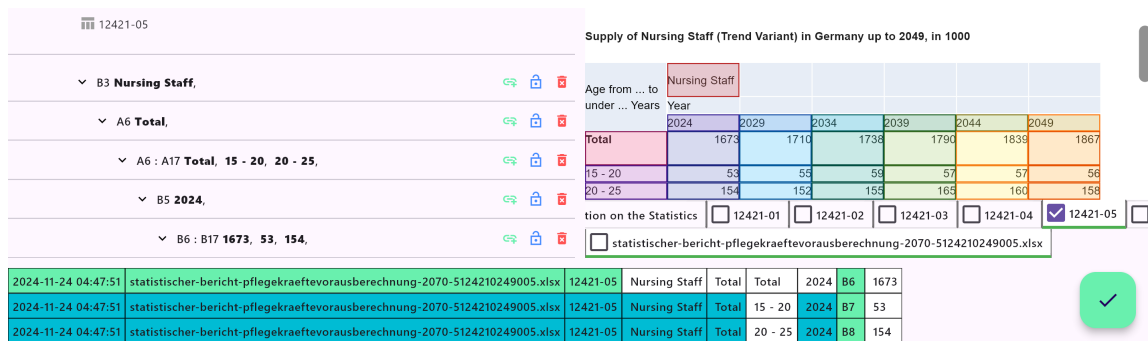 12421-05
B3 Nursing Staff,
A6 Total,
A6 : A17 Total, 15 - 20, 20 - 25,
B5 2024,
B6 : B17 1673, 53, 154,
Supply of Nursing Staff (Trend Variant) in Germany up to 2049, in 1000
Age from ... to under ... Years
Nursing Staff
Year
2024 2029 2034 2039 2044 2049
Total 1673 1710 1738 1790 1839 1867
15 - 20 53 55 59 57 57 56
20 - 25 154 152 155 165 160 158
tion on the Statistics 12421-01 12421-02 12421-03 12421-04 12421-05
statistischer-bericht-pflegekraeftevorausberechnung-2070-5124210249005.xlsx
2024-11-24 04:47:51 statistischer-bericht-pflegekraeftevorausberechnung-2070-5124210249005.xlsx 12421-05 Nursing Staff Total Total 2024 B6 1673
2024-11-24 04:47:51 statistischer-bericht-pflegekraeftevorausberechnung-2070-5124210249005.xlsx 12421-05 Nursing Staff Total 15 - 20 2024 B7 53
2024-11-24 04:47:51 statistischer-bericht-pflegekraeftevorausberechnung-2070-5124210249005.xlsx 12421-05 Nursing Staff Total 20 - 25 2024 B8 154